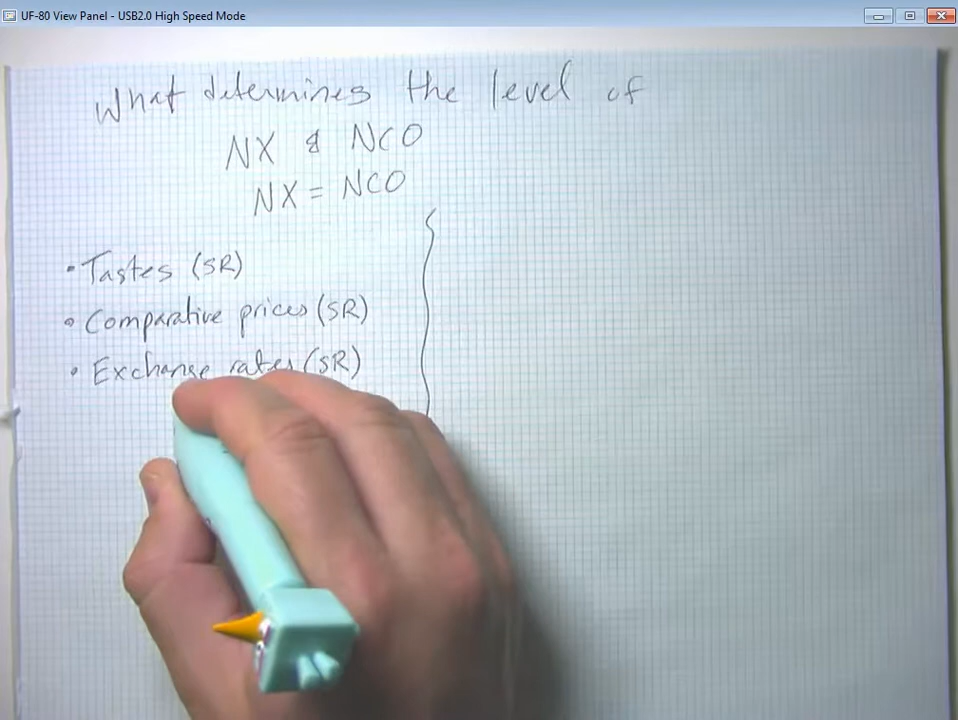 UF-80 View Panel - USB2.0 High Speed Mode
What determines the level of
NX & NCO
NX = NCO
• Tastes (SR)
• Comparative prices (SR)
• Exchange rates (SR)